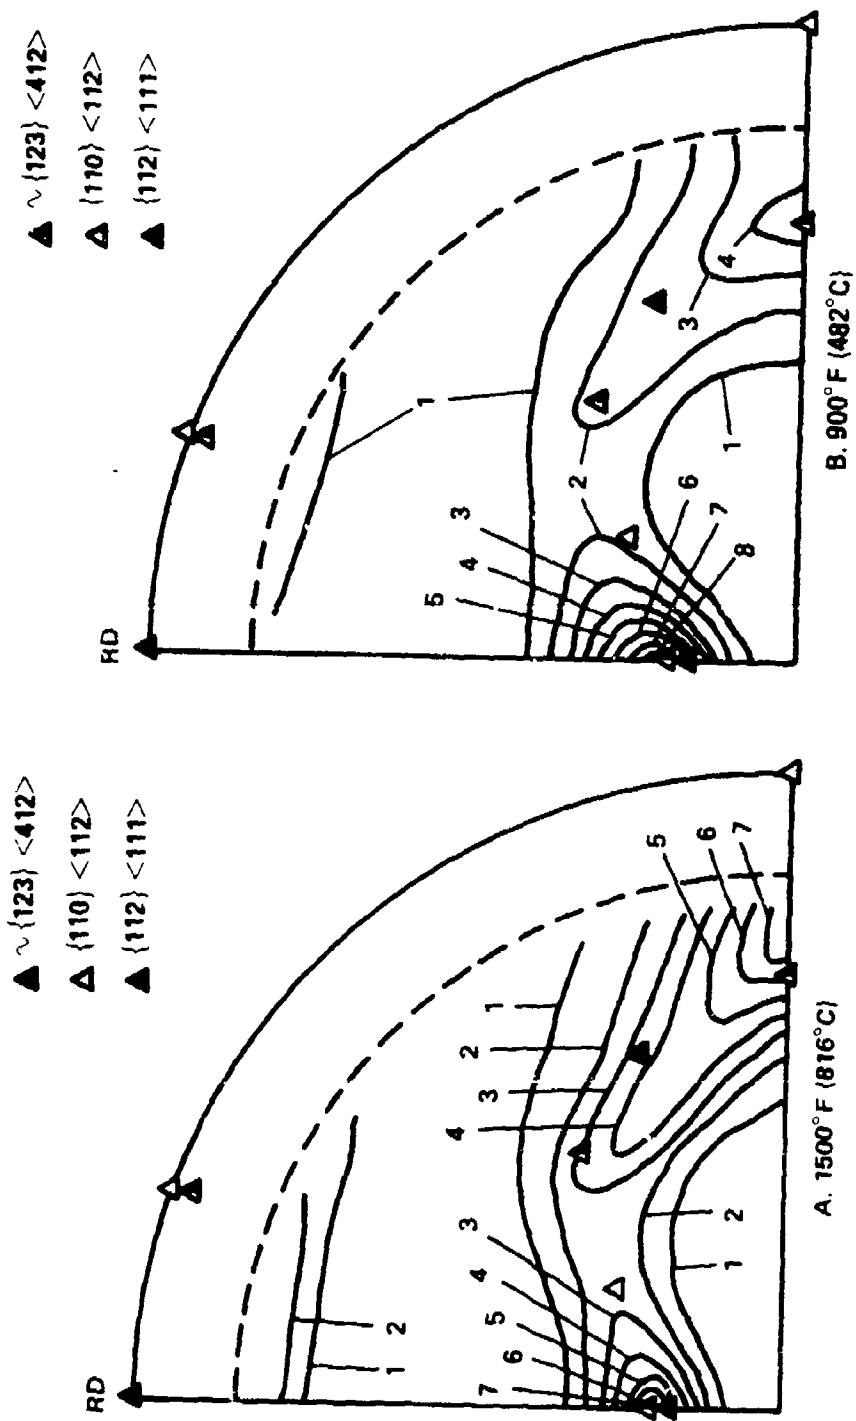 ▲ ~{123} <412>
△ {110} <112>
▲ {112} <111>
RD
1
2
7
6
5
4
3
4
3
2
1
5
6
7
1
2
A. 1500°F (816°C)
▲ ~{123} <412>
△ {110} <112>
▲ {112} <111>
RD
1
5
4
3
2
6
7
8
1
3
4
B. 900°F (482°C)